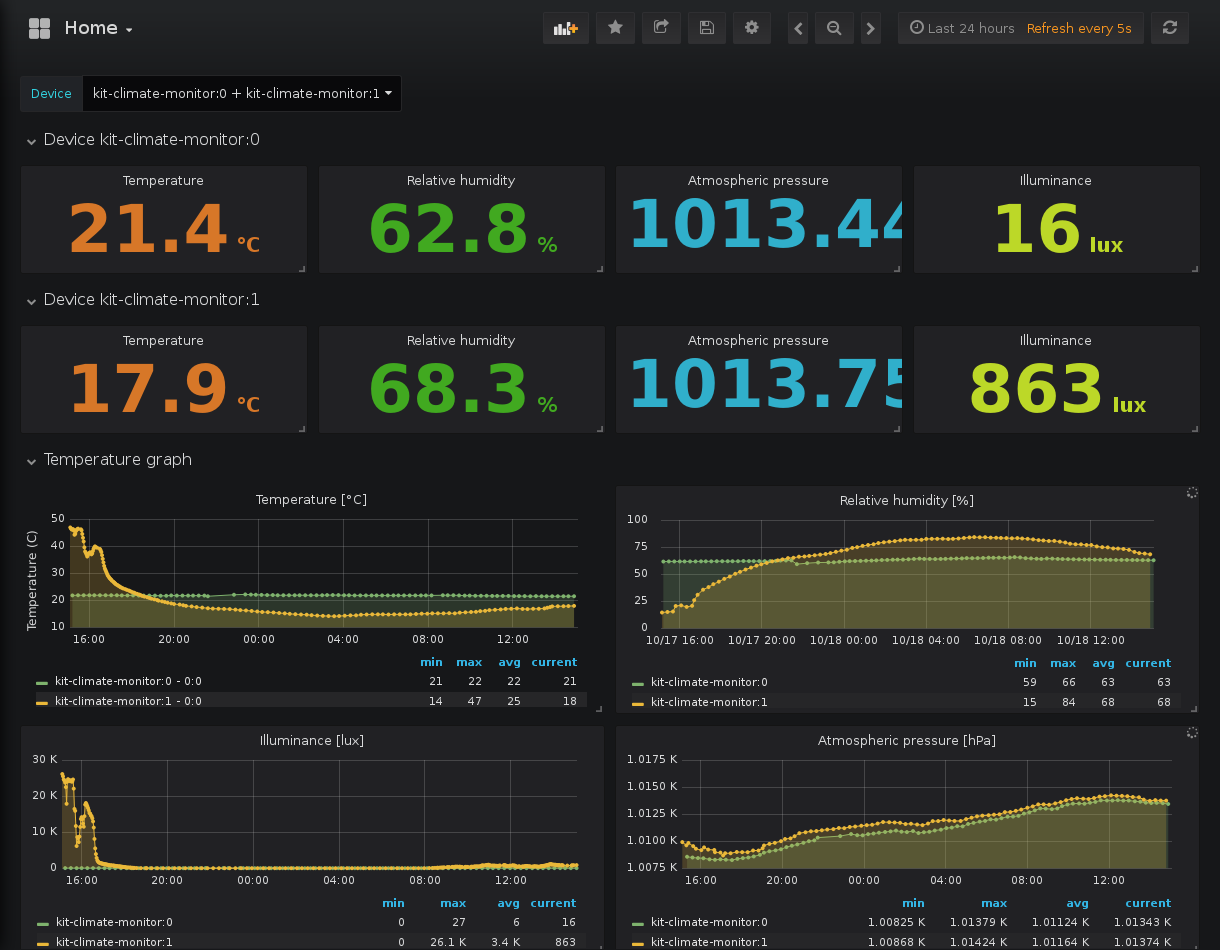 Home
Last 24 hours Refresh every 5s
Device kit-climate-monitor:0 + kit-climate-monitor:1
Device kit-climate-monitor:0
Temperature Relative humidity Atmospheric pressure Illuminance
21.4 °C 62.8 % 1013.44 16 lux
Device kit-climate-monitor:1
Temperature Relative humidity Atmospheric pressure Illuminance
17.9 °C 68.3 % 1013.75 863 lux
Temperature graph
Temperature [°C]
Temperature (C)
50
40
30
20
10
16:00 20:00 00:00 04:00 08:00 12:00
min max avg current
kit-climate-monitor:0 - 0:0 21 22 22 21
kit-climate-monitor:1 - 0:0 14 47 25 18
Relative humidity [%]
100
75
50
25
0
10/17 16:00 10/17 20:00 10/18 00:00 10/18 04:00 10/18 08:00 10/18 12:00
min max avg current
kit-climate-monitor:0 59 66 63 63
kit-climate-monitor:1 15 84 68 68
Illuminance [lux]
30 K
20 K
10 K
0
16:00 20:00 00:00 04:00 08:00 12:00
min max avg current
kit-climate-monitor:0 0 27 6 16
kit-climate-monitor:1 0 26.1 K 3.4 K 863
Atmospheric pressure [hPa]
1.0175 K
1.0150 K
1.0125 K
1.0100 K
1.0075 K
16:00 20:00 00:00 04:00 08:00 12:00
min max avg current
kit-climate-monitor:0 1.00825 K 1.01379 K 1.01124 K 1.01343 K
kit-climate-monitor:1 1.00868 K 1.01424 K 1.01164 K 1.01374 K